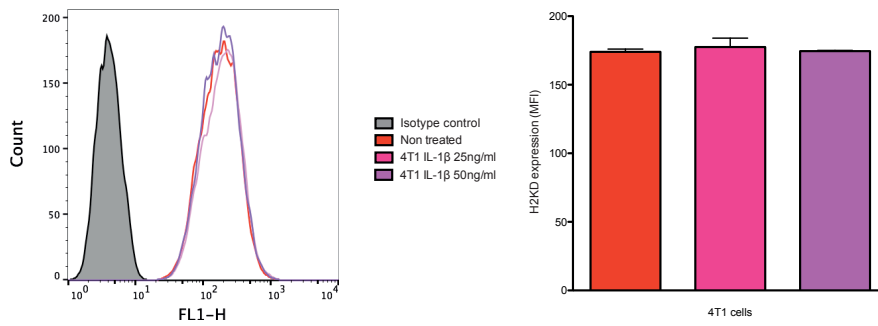 200
150
100
50
0
Count
10⁰
10¹
10²
10³
10⁴
FL1-H
Isotype control
Non treated
4T1 IL-1β 25ng/ml
4T1 IL-1β 50ng/ml
200
150
100
50
0
H2KD expression (MFI)
4T1 cells